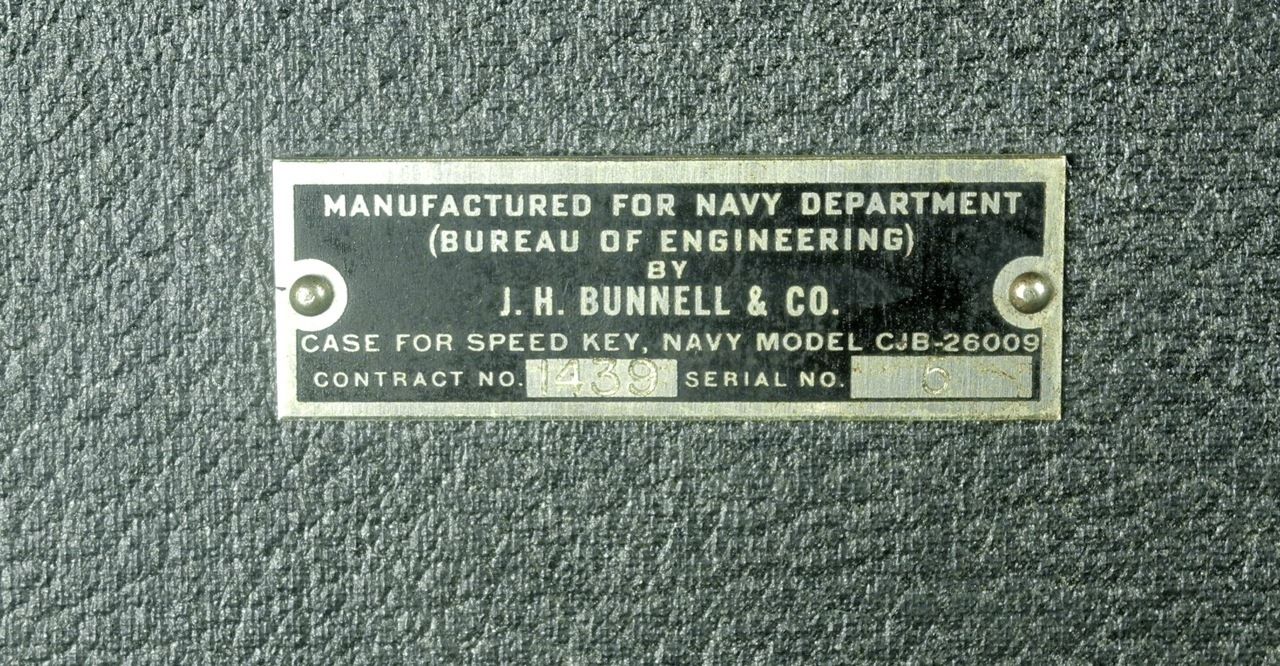 MANUFACTURED FOR NAVY DEPARTMENT
(BUREAU OF ENGINEERING)
BY
J. H. BUNNELL & CO.
CASE FOR SPEED KEY, NAVY MODEL CJB-26009
CONTRACT NO. 1439 SERIAL NO. 5